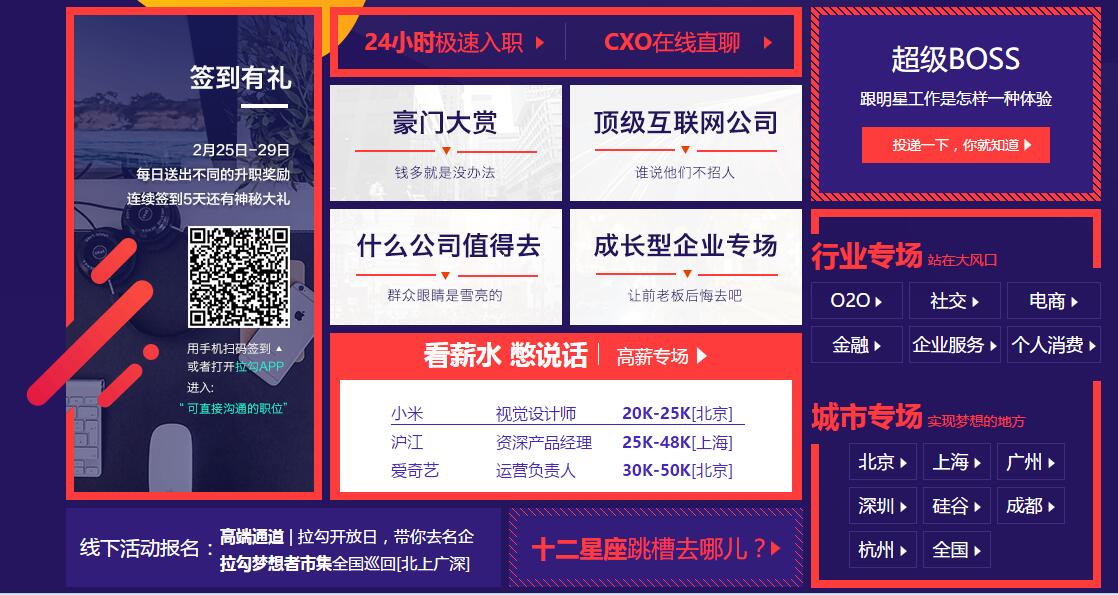 签到有礼
2月25日-29日
每日送出不同的升职奖励
连续签到5天还有神秘大礼
用手机扫码签到
或者打开拉勾APP
进入:
“可直接沟通的职位”
24小时极速入职
CXO在线直聊
豪门大赏
钱多就是没办法
顶级互联网公司
谁说他们不招人
什么公司值得去
群众眼睛是雪亮的
成长型企业专场
让前老板后悔去吧
看薪水 憋说话 | 高薪专场
小米 视觉设计师 20K-25K[北京]
沪江 资深产品经理 25K-48K[上海]
爱奇艺 运营负责人 30K-50K[北京]
超级BOSS
跟明星工作是怎样一种体验
投递一下，你就知道
行业专场 站在大风口
O2O 社交 电商
金融 企业服务 个人消费
城市专场 实现梦想的地方
北京 上海 广州
深圳 硅谷 成都
杭州 全国
线下活动报名：
高端通道 | 拉勾开放日，带你去名企
拉勾梦想者市集全国巡回[北上广深]
十二星座跳槽去哪儿？